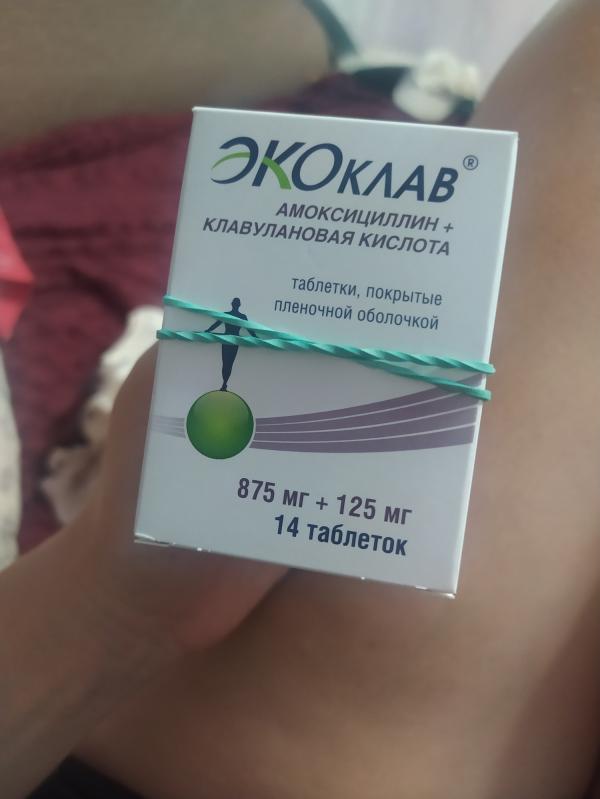 ЭКОКЛАВ®
АМОКСИЦИЛЛИН +
КЛАВУЛАНОВАЯ КИСЛОТА
таблетки, покрытые
пленочной оболочкой
875 мг + 125 мг
14 таблеток